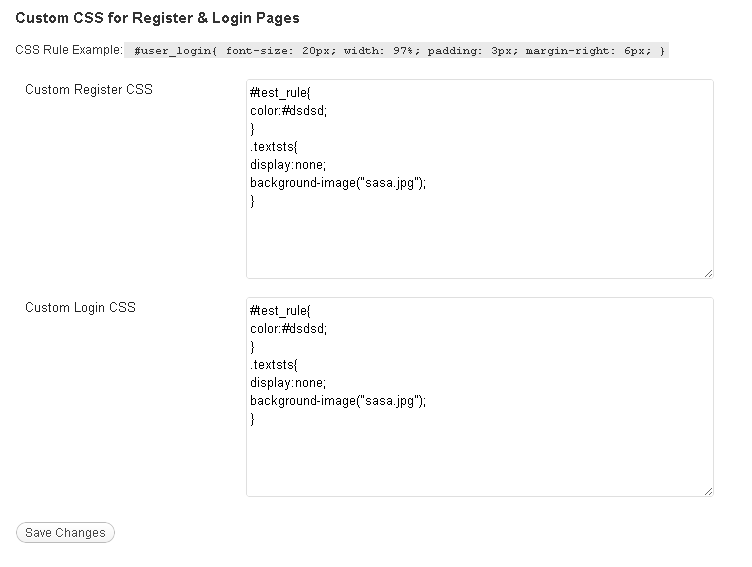 Custom CSS for Register & Login Pages
CSS Rule Example: #user_login{ font-size: 20px; width: 97%; padding: 3px; margin-right: 6px; }
Custom Register CSS
#test_rule{
color:#dsdsd;
}
.textsts{
display:none;
background-image("sasa.jpg");
}
Custom Login CSS
#test_rule{
color:#dsdsd;
}
.textsts{
display:none;
background-image("sasa.jpg");
}
Save Changes